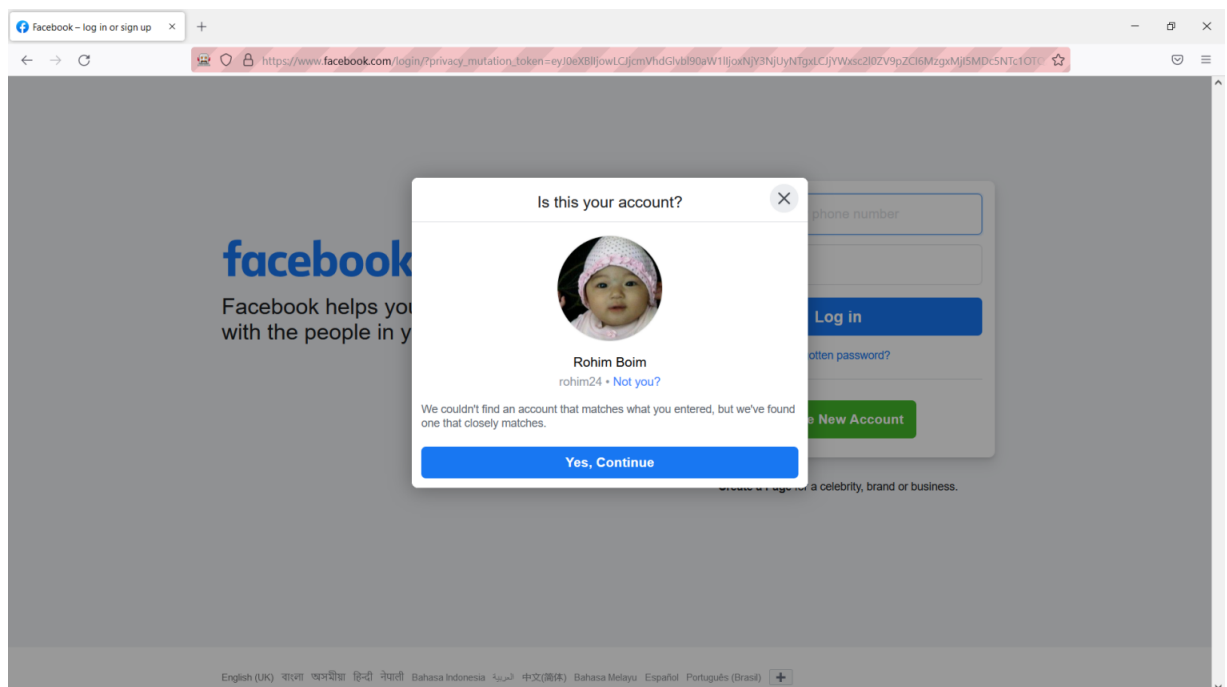 Facebook – log in or sign up
https://www.facebook.com/login/?privacy_mutation_token=
facebook
Facebook helps you
with the people in y
Is this your account?
Rohim Boim
rohim24 • Not you?
We couldn't find an account that matches what you entered, but we've found
one that closely matches.
Yes, Continue
phone number
Log in
otten password?
e New Account
a celebrity, brand or business.
English (UK) বাংলা অসমীয়া हिन्दी नेपाली Bahasa Indonesia العربية 中文(简体) Bahasa Melayu Español Português (Brasil)